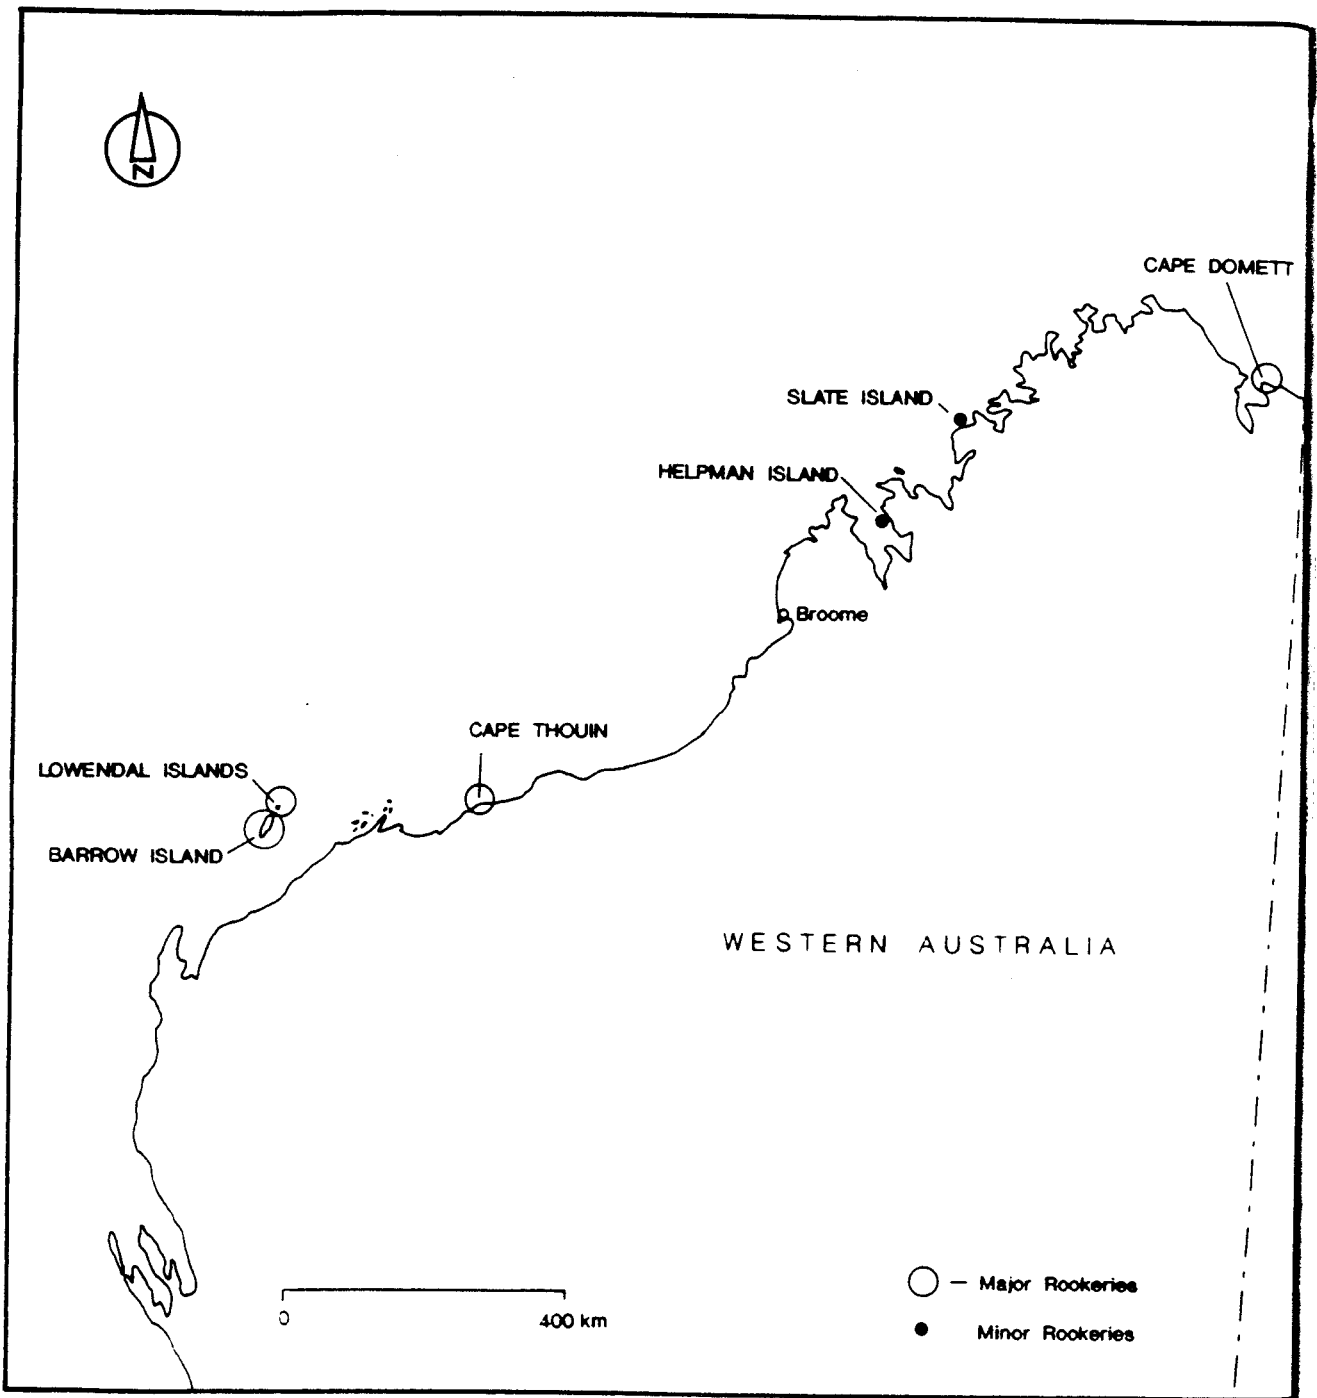 N
CAPE DOMETT
SLATE ISLAND
HELPMAN ISLAND
Broome
CAPE THOUIN
LOWENDAL ISLANDS
BARROW ISLAND
WESTERN AUSTRALIA
— Major Rookeries
0 400 km
Minor Rookeries